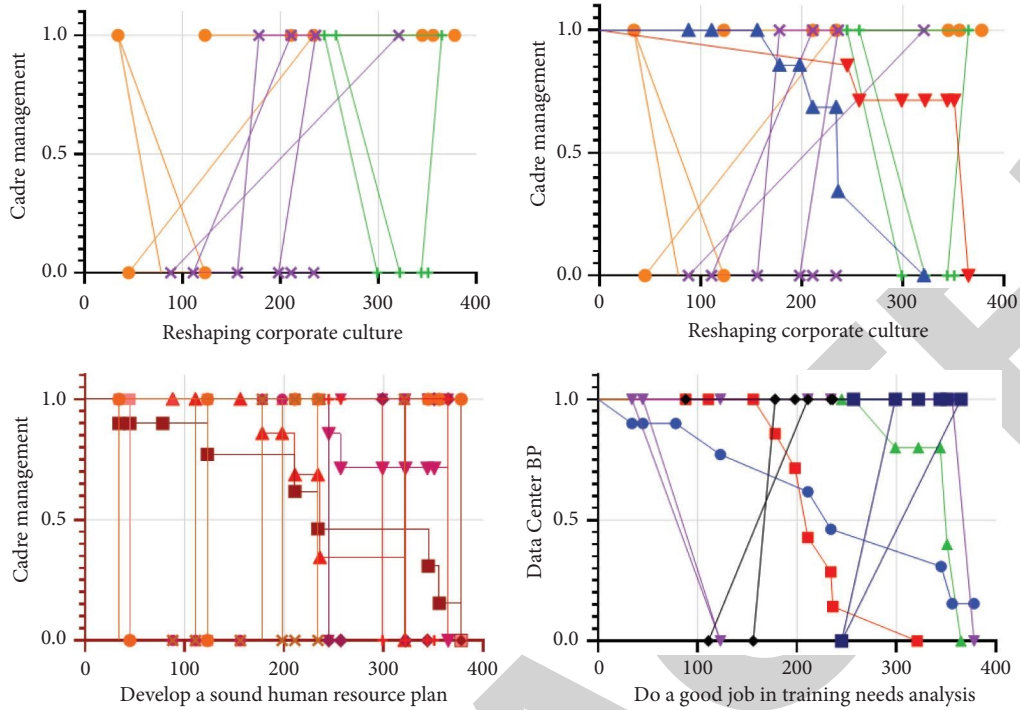 Cadre management
1.0
0.5
0.0
0 100 200 300 400
Reshaping corporate culture
Cadre management
1.0
0.5
0.0
0 100 200 300 400
Reshaping corporate culture
Cadre management
1.0
0.5
0.0
0 100 200 300 400
Develop a sound human resource plan
Data Center BP
1.0
0.5
0.0
0 100 200 300 400
Do a good job in training needs analysis